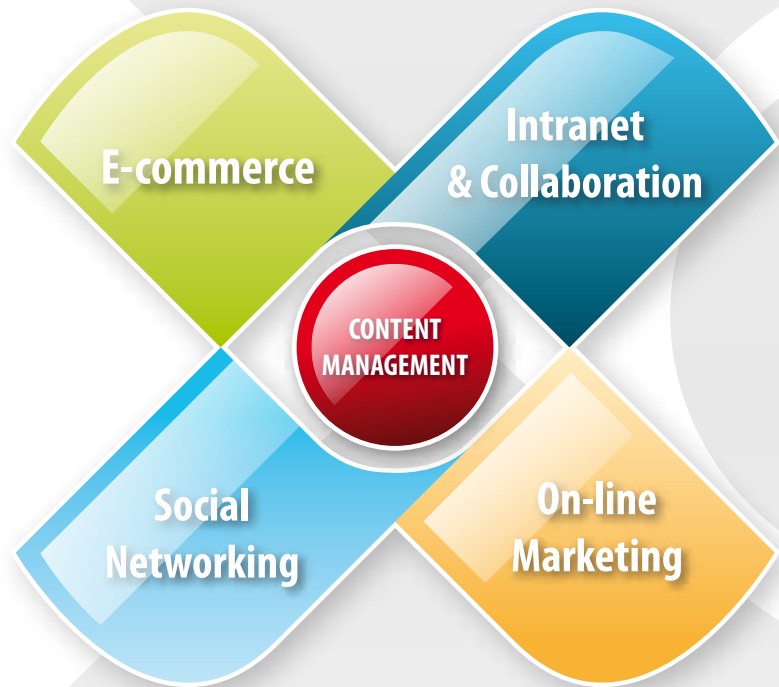 E-commerce
Intranet
& Collaboration
CONTENT
MANAGEMENT
Social
Networking
On-line
Marketing